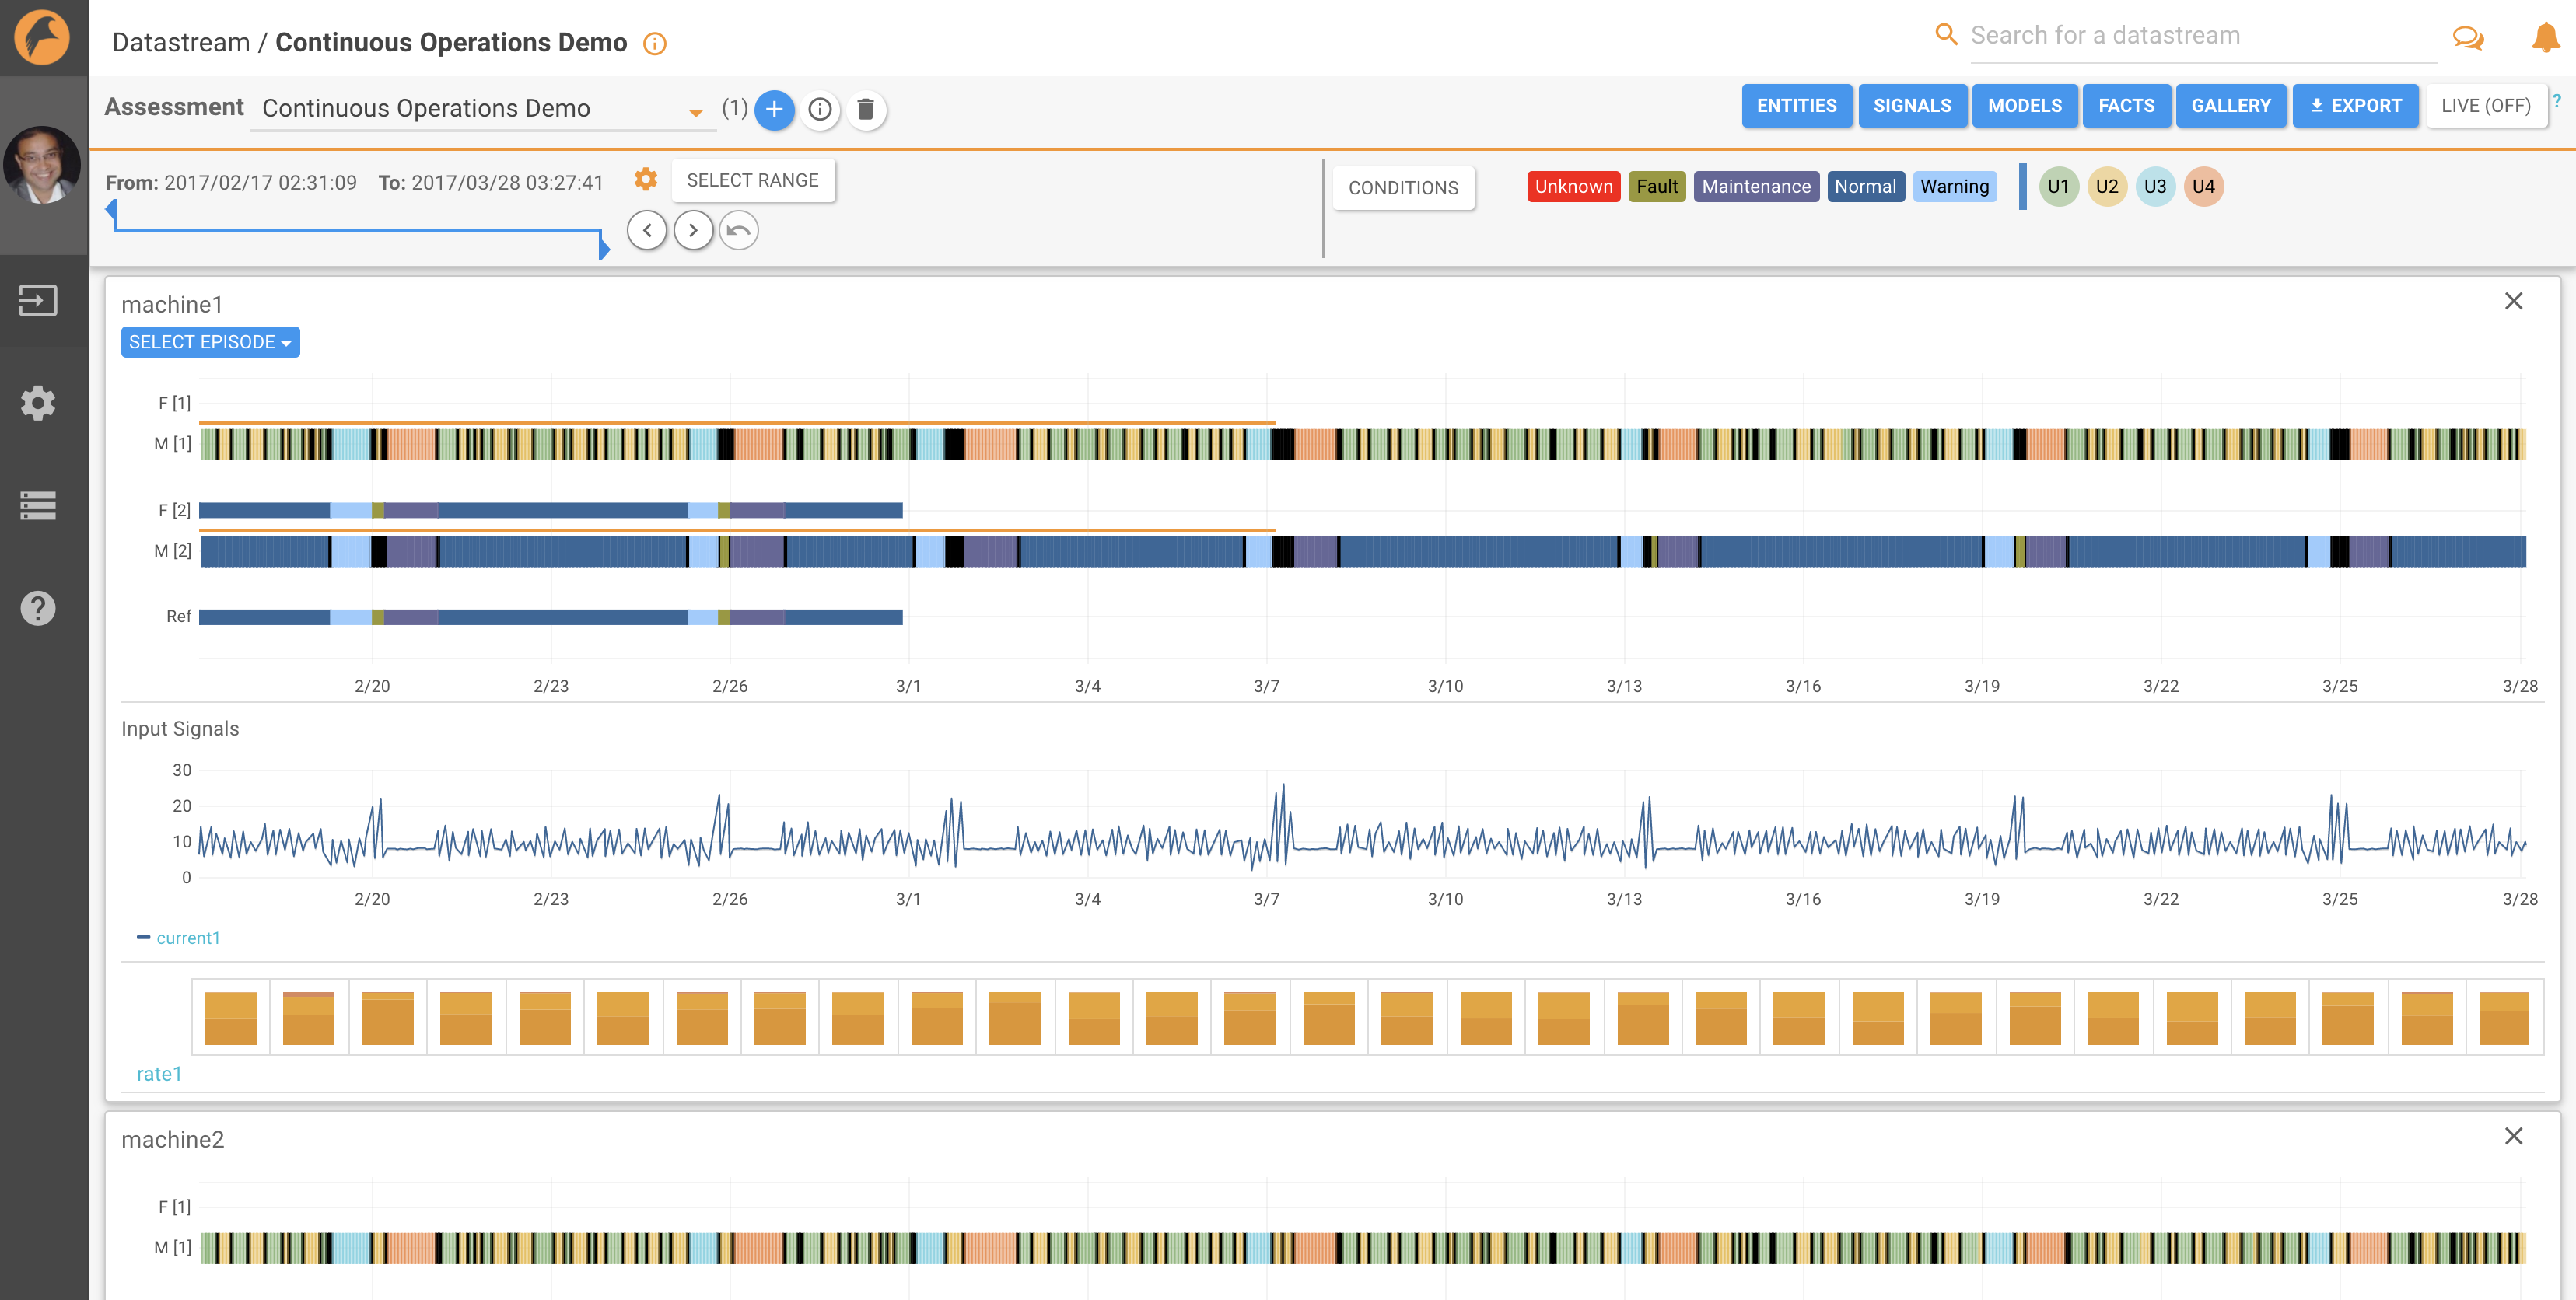 Datastream / Continuous Operations Demo
Search for a datastream
Assessment Continuous Operations Demo (1)
ENTITIES SIGNALS MODELS FACTS GALLERY EXPORT LIVE (OFF) ?
From: 2017/02/17 02:31:09 To: 2017/03/28 03:27:41 SELECT RANGE
CONDITIONS Unknown Fault Maintenance Normal Warning U1 U2 U3 U4
machine1
SELECT EPISODE
F [1]
M [1]
F [2]
M [2]
Ref
2/20 2/23 2/26 3/1 3/4 3/7 3/10 3/13 3/16 3/19 3/22 3/25 3/28
Input Signals
30
20
10
0
2/20 2/23 2/26 3/1 3/4 3/7 3/10 3/13 3/16 3/19 3/22 3/25 3/28
current1
rate1
machine2
F [1]
M [1]